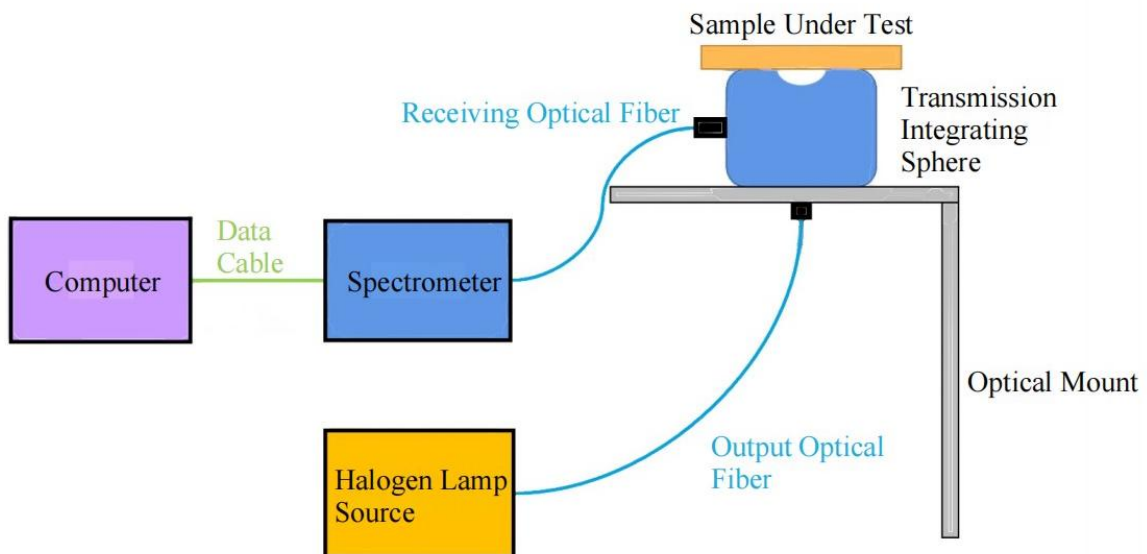 Sample Under Test
Receiving Optical Fiber
Transmission
Integrating
Sphere
Data
Cable
Computer
Spectrometer
Optical Mount
Output Optical
Fiber
Halogen Lamp
Source